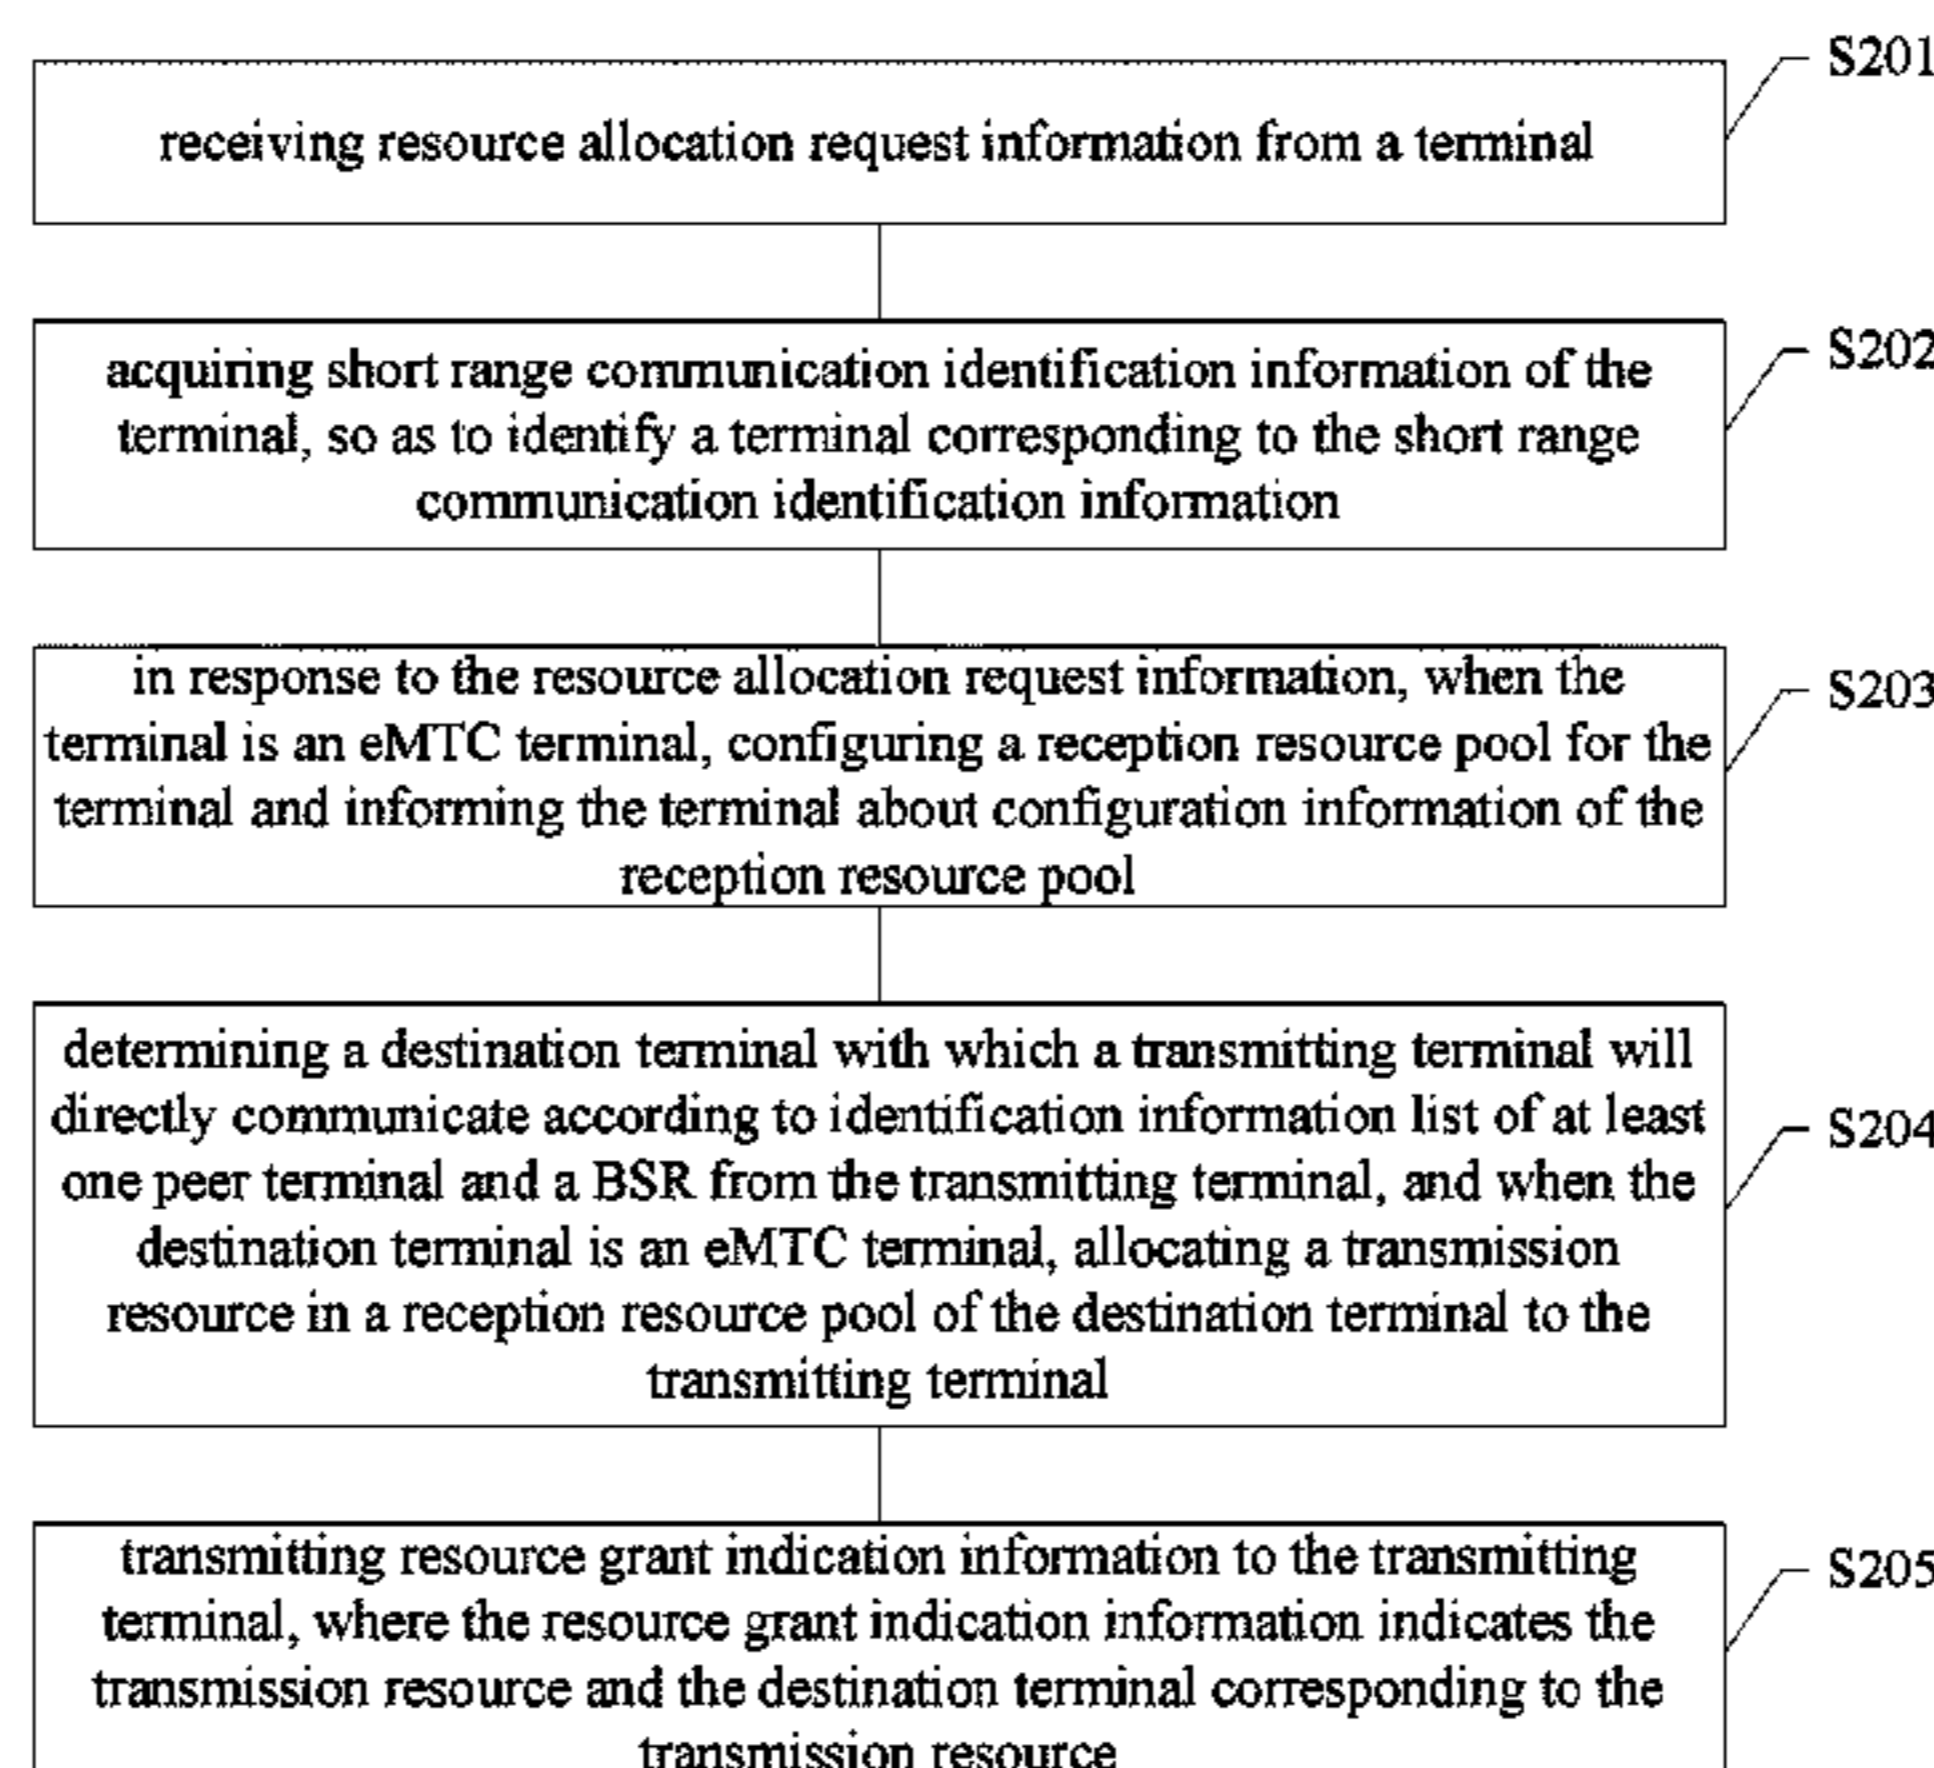 S201
receiving resource allocation request information from a terminal
S202
acquiring short range communication identification information of the
terminal, so as to identify a terminal corresponding to the short range
communication identification information
S203
in response to the resource allocation request information, when the
terminal is an eMTC terminal, configuring a reception resource pool for the
terminal and informing the terminal about configuration information of the
reception resource pool
S204
determining a destination terminal with which a transmitting terminal will
directly communicate according to identification information list of at least
one peer terminal and a BSR from the transmitting terminal, and when the
destination terminal is an eMTC terminal, allocating a transmission
resource in a reception resource pool of the destination terminal to the
transmitting terminal
S205
transmitting resource grant indication information to the transmitting
terminal, where the resource grant indication information indicates the
transmission resource and the destination terminal corresponding to the
transmission resource